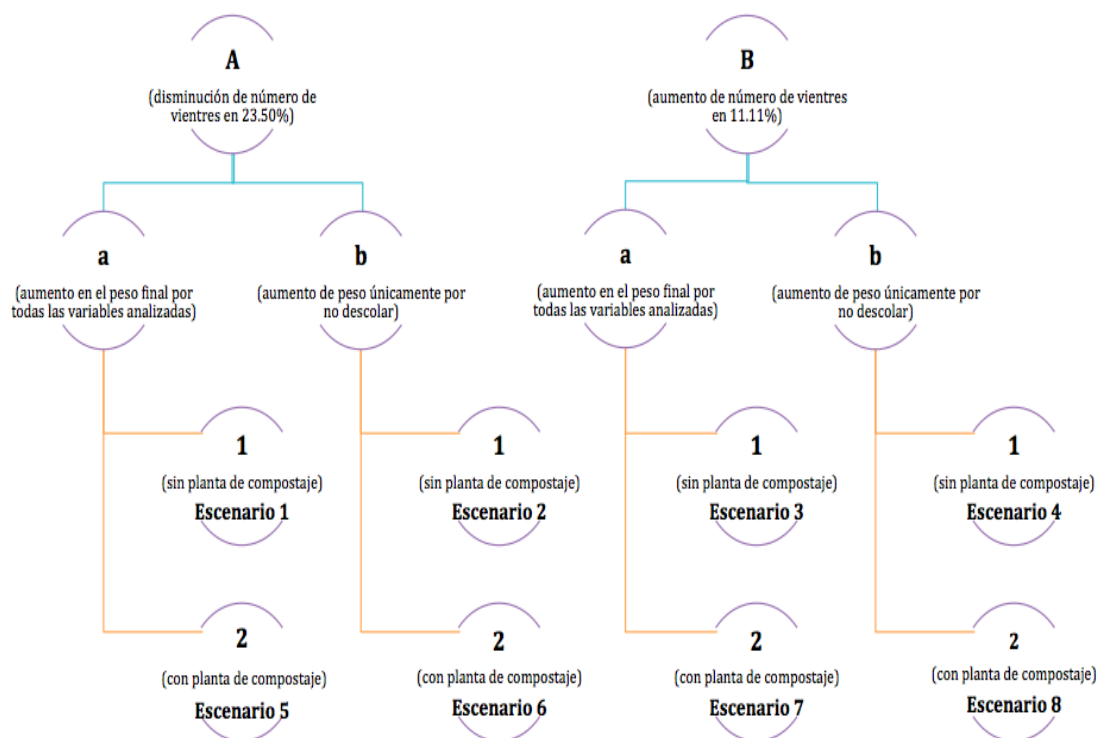 A
(disminución de número de
vientres en 23.50%)
B
(aumento de número de vientres
en 11.11%)
a
(aumento en el peso final por
todas las variables analizadas)
b
(aumento de peso únicamente por
no descolar)
a
(aumento en el peso final por
todas las variables analizadas)
b
(aumento de peso únicamente por
no descolar)
1
(sin planta de compostaje)
Escenario 1
1
(sin planta de compostaje)
Escenario 2
1
(sin planta de compostaje)
Escenario 3
1
(sin planta de compostaje)
Escenario 4
2
(con planta de compostaje)
Escenario 5
2
(con planta de compostaje)
Escenario 6
2
(con planta de compostaje)
Escenario 7
2
(con planta de compostaje)
Escenario 8